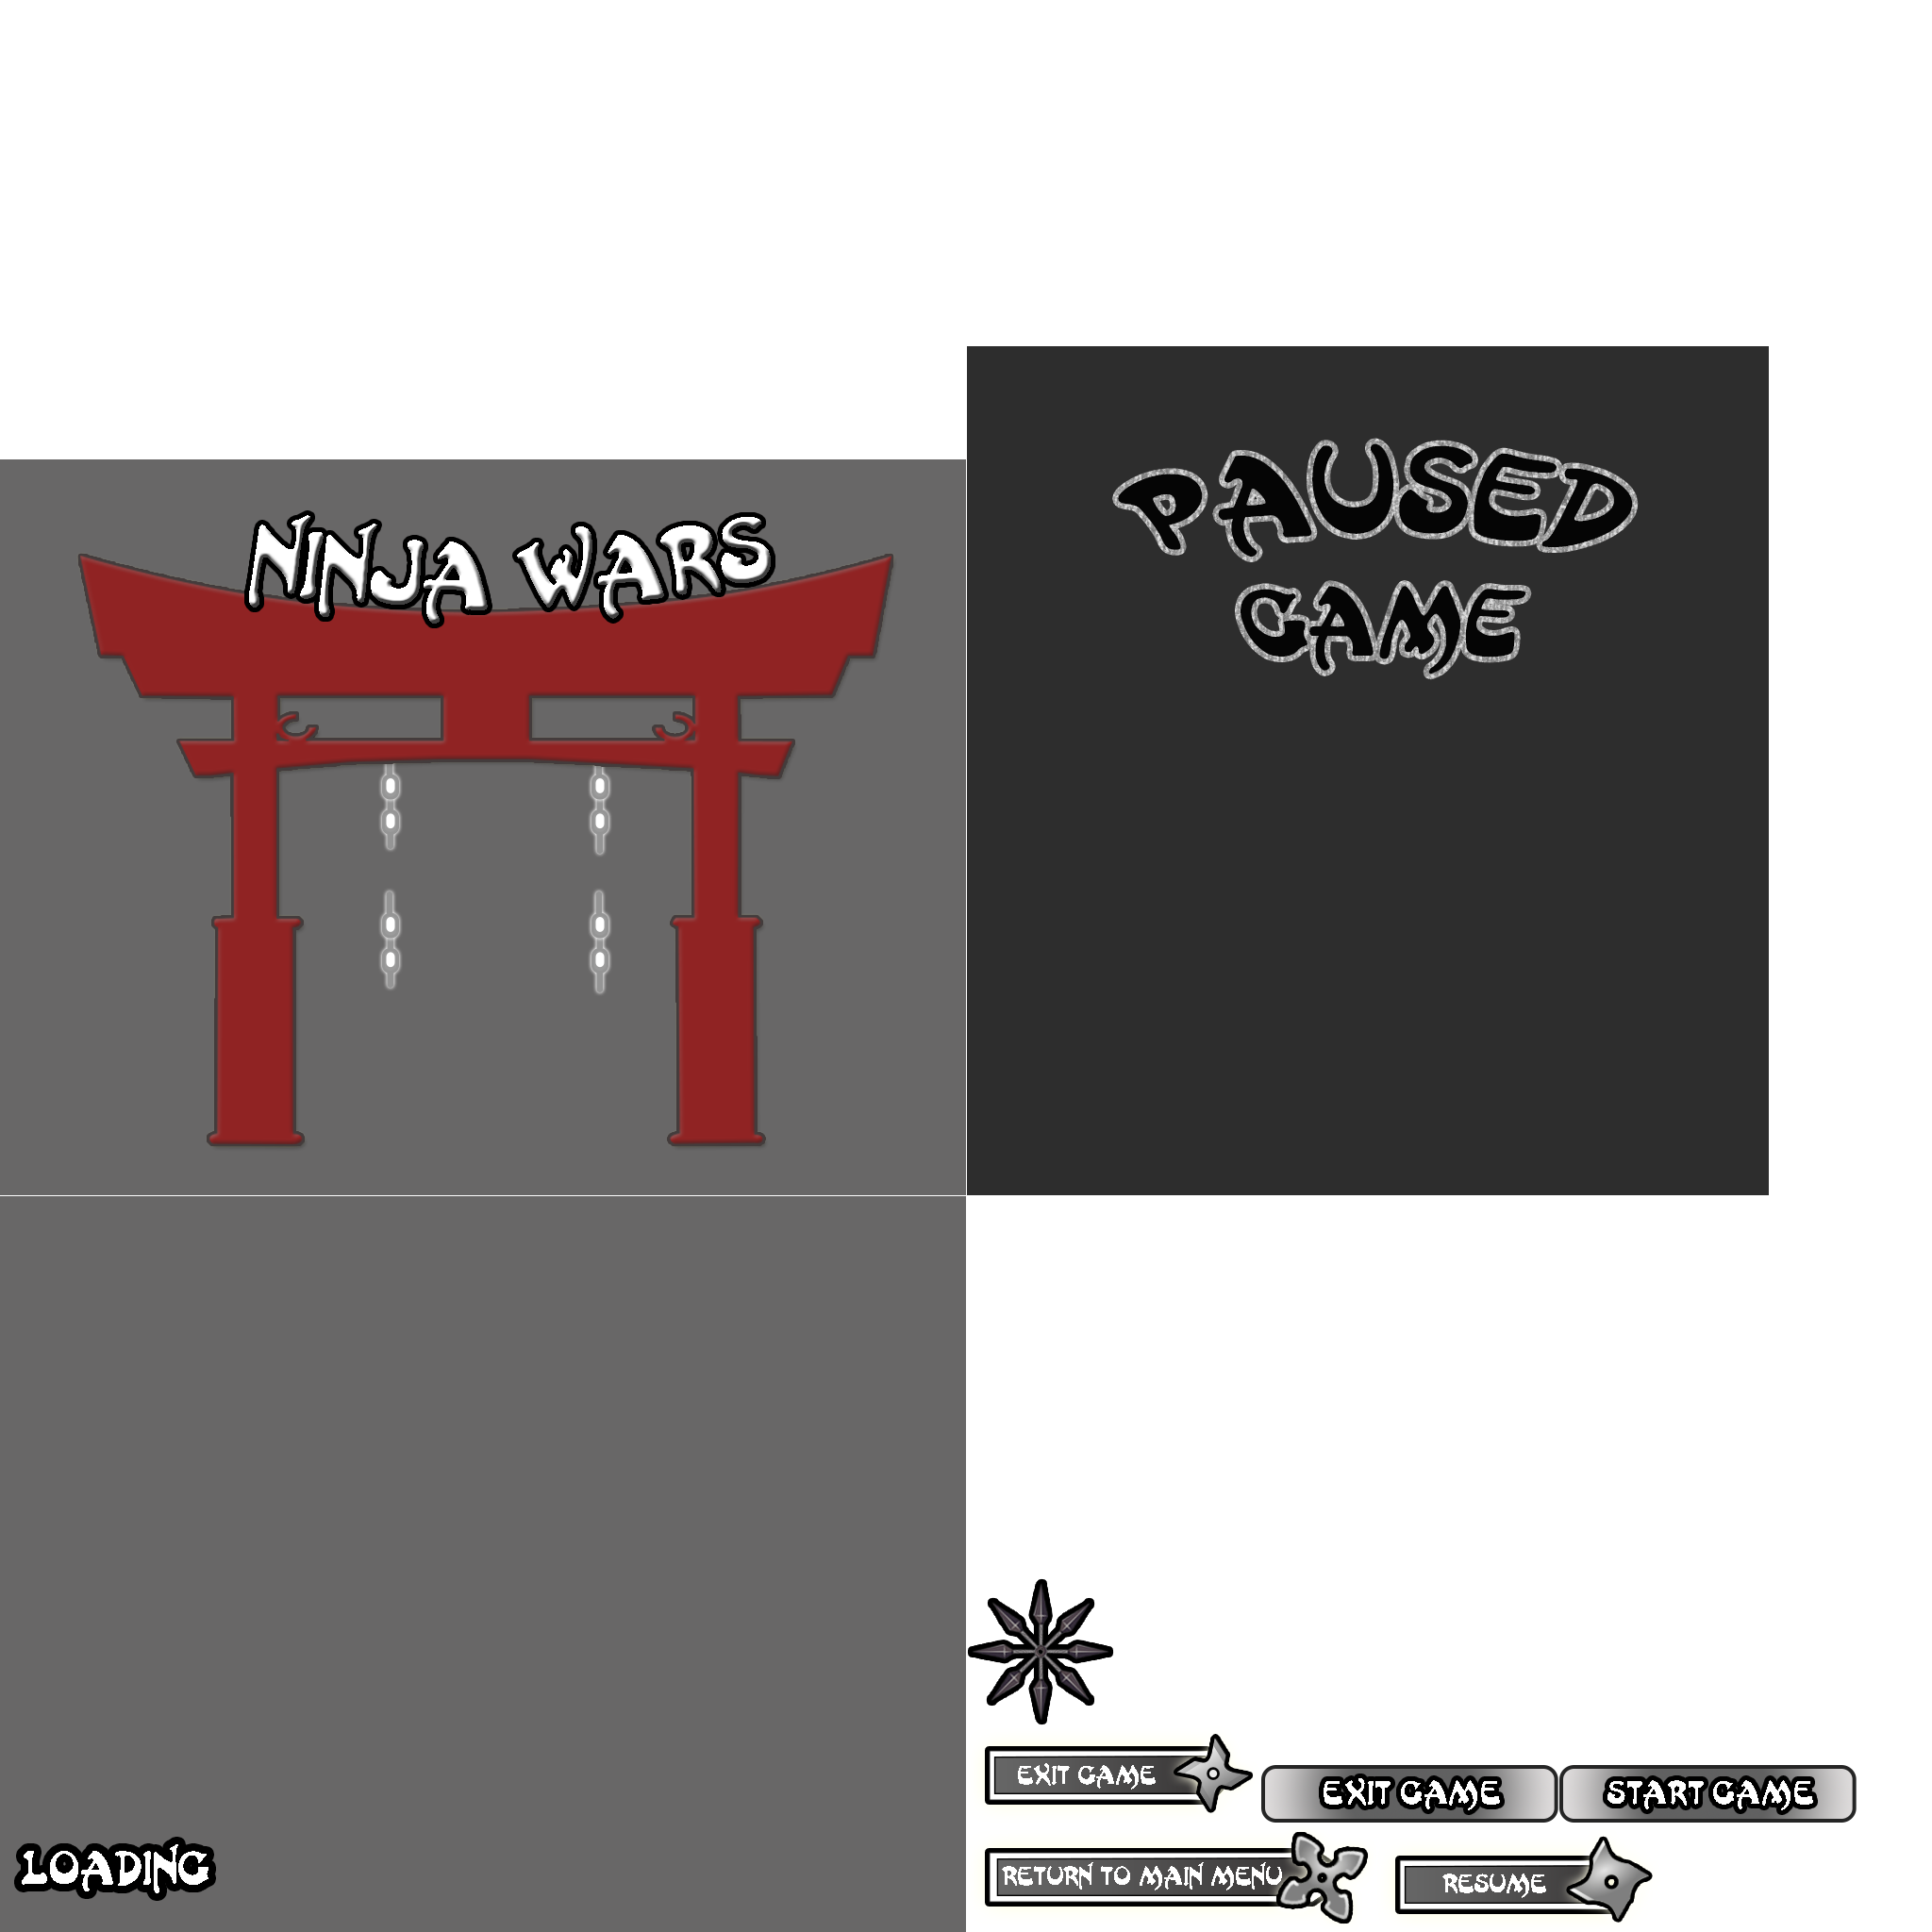 NINJA WARS
PAUSED
GAME
EXIT GAME
EXIT GAME
START GAME
LOADING
RETURN TO MAIN MENU
RESUME